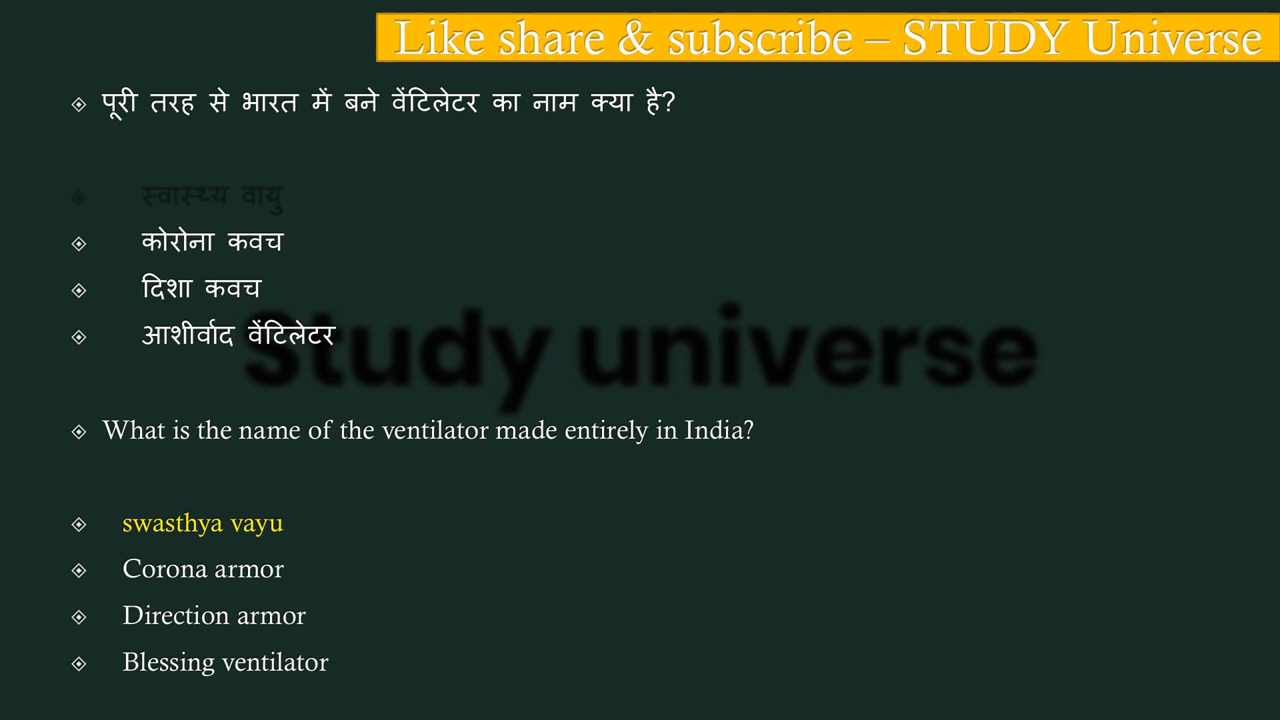 Like share & subscribe – STUDY Universe
पूरी तरह से भारत में बने वेंटिलेटर का नाम क्या है?
स्वास्थ्य वायु
कोरोना कवच
दिशा कवच
आशीर्वाद वेंटिलेटर
Study universe
What is the name of the ventilator made entirely in India?
swasthya vayu
Corona armor
Direction armor
Blessing ventilator